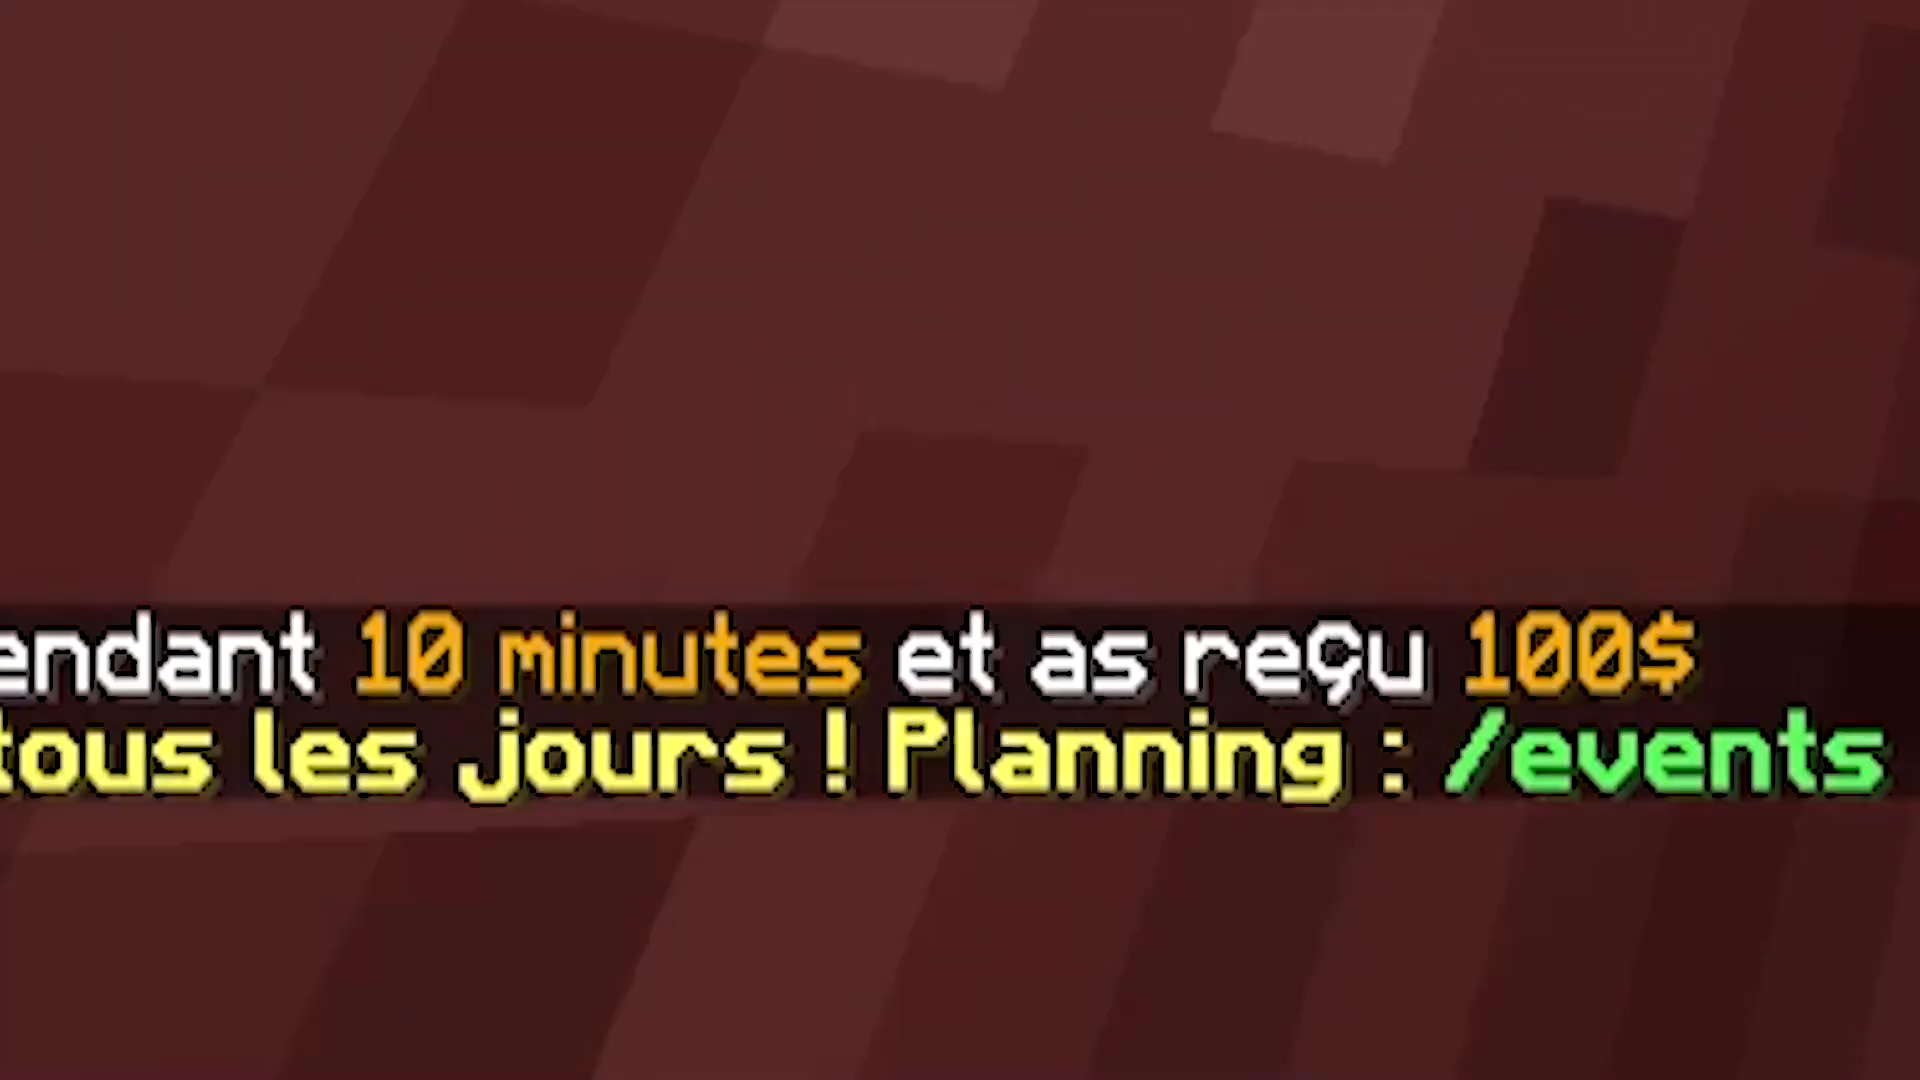 endant 10 minutes et as reçu 100$
tous les jours ! Planning : /events